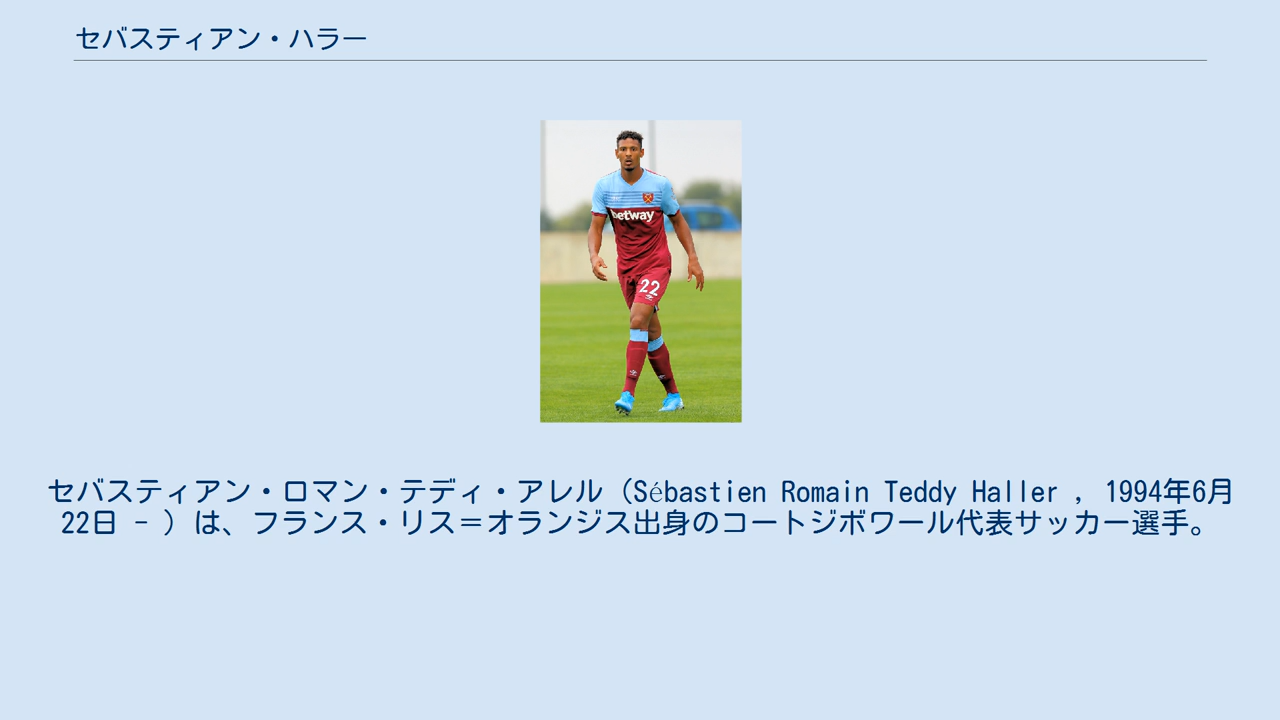 セバスティアン・ハラー
betway
22
セバスティアン・ロマン・テディ・アレル（Sébastien Romain Teddy Haller , 1994年6月
22日 - ）は、フランス・リス＝オランジス出身のコートジボワール代表サッカー選手。